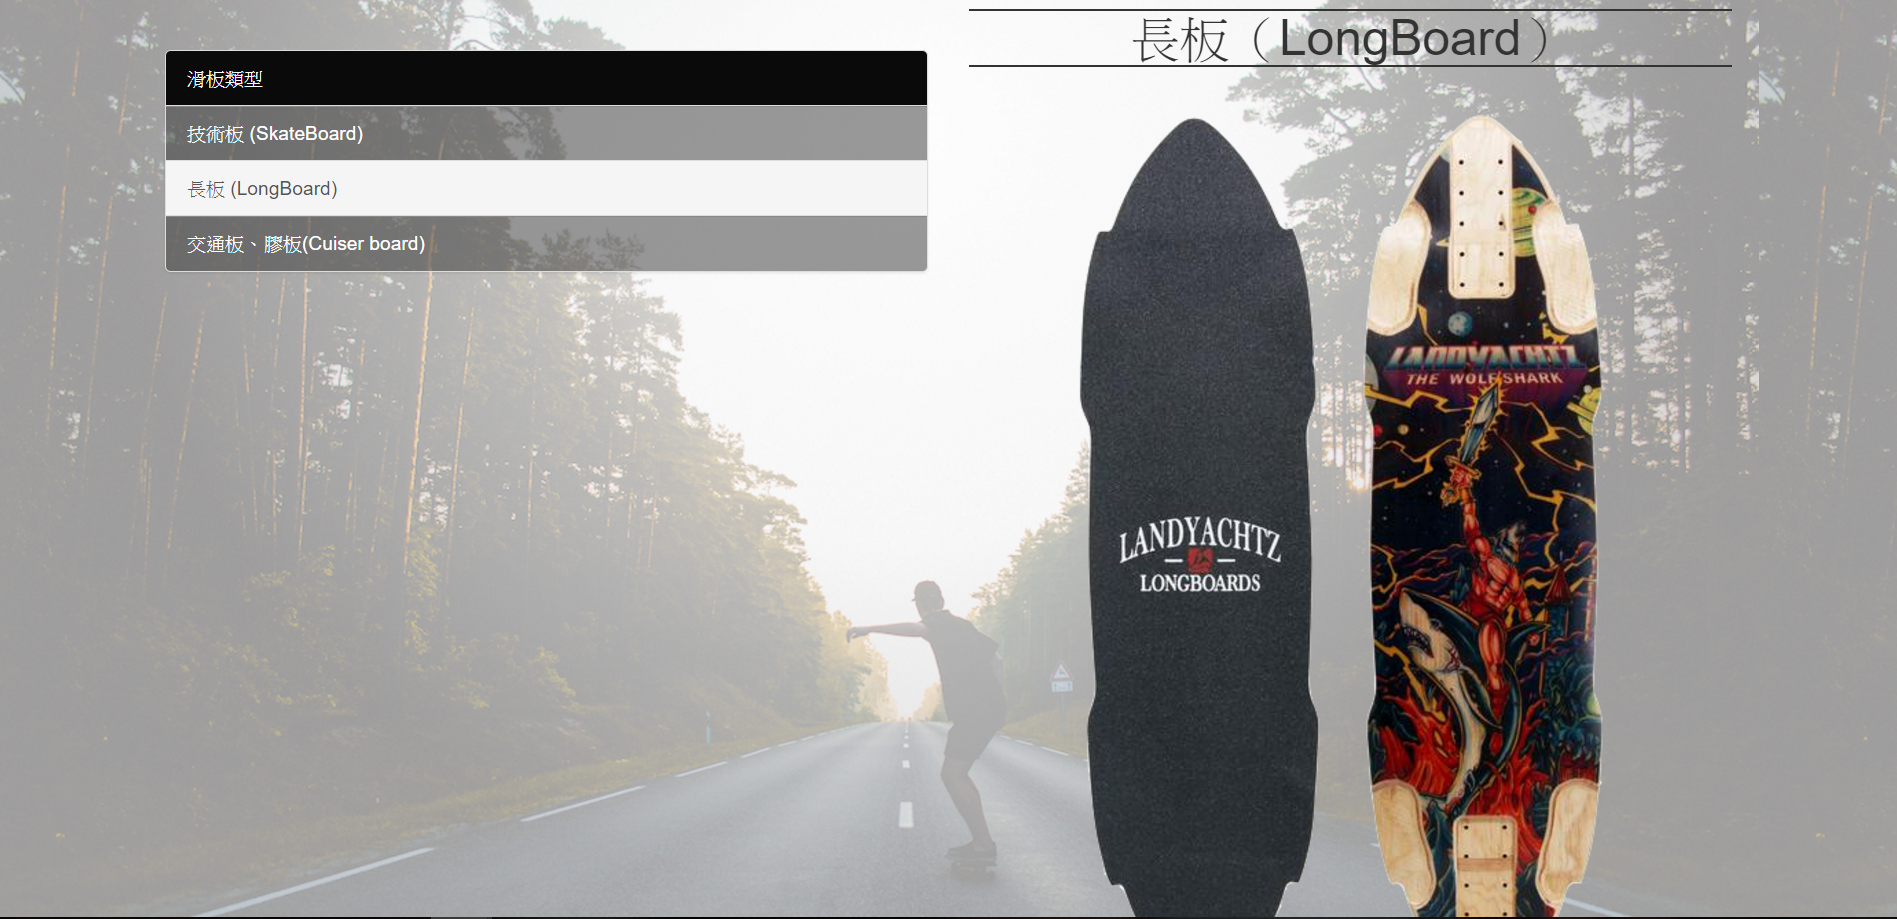 滑板類型
技術板 (SkateBoard)
長板 (LongBoard)
交通板、膠板(Cuiser board)
長板（LongBoard）
LANDYACHTZ
LONGBOARDS
LANDYACHTZ
THE WOLFSHARK